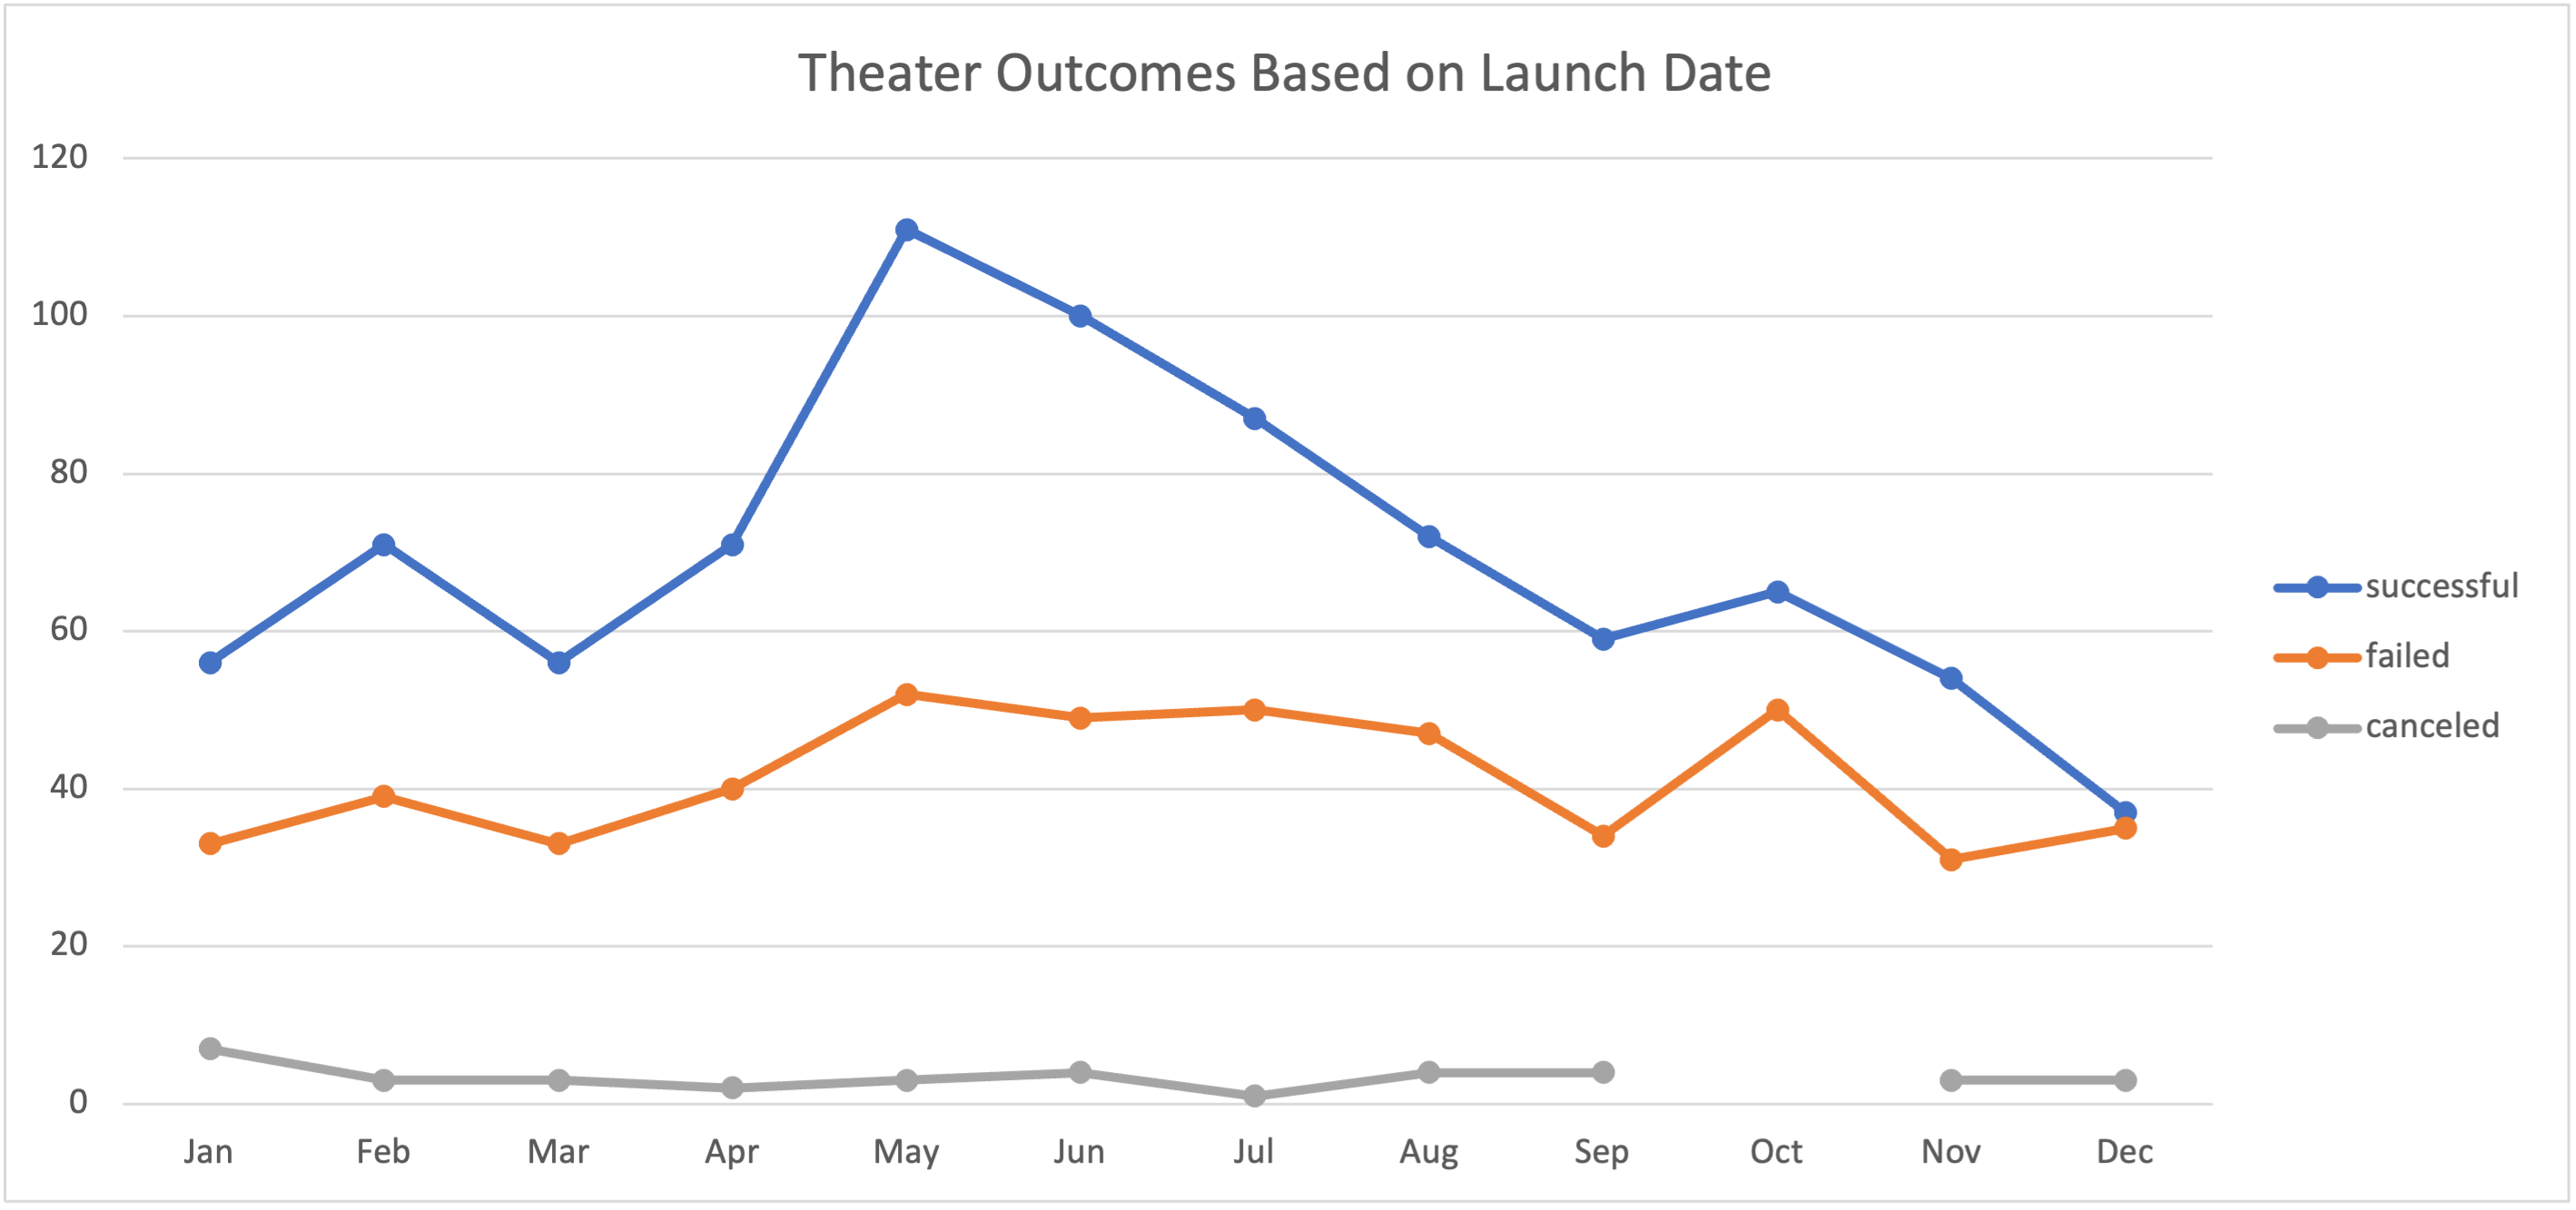 Theater Outcomes Based on Launch Date
120
100
80
60
40
20
0
Jan Feb Mar Apr May Jun Jul Aug Sep Oct Nov Dec
successful
failed
canceled